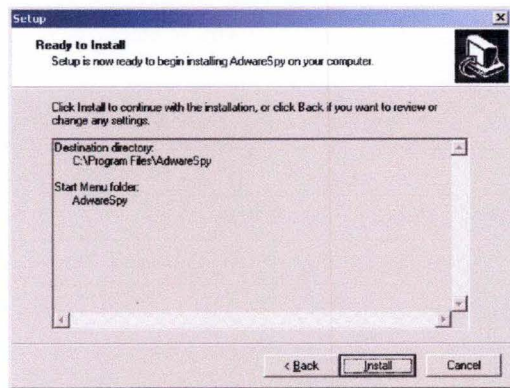 Setup
Ready to Install
Setup is now ready to begin installing AdwareSpy on your computer.
Click Install to continue with the installation, or click Back if you want to review or
change any settings.
Destination directory:
C:\Program Files\AdwareSpy
Start Menu folder:
AdwareSpy
< Back
Install
Cancel